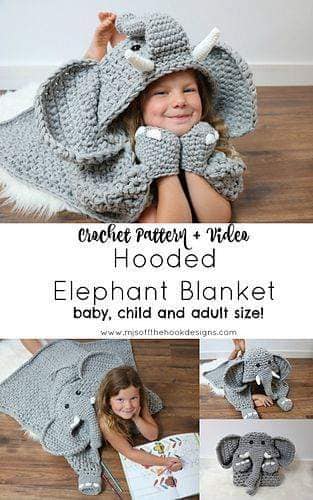 Crochet Pattern + Video
Hooded
Elephant Blanket
baby, child and adult size!
www.mjsoffthehookdesigns.com